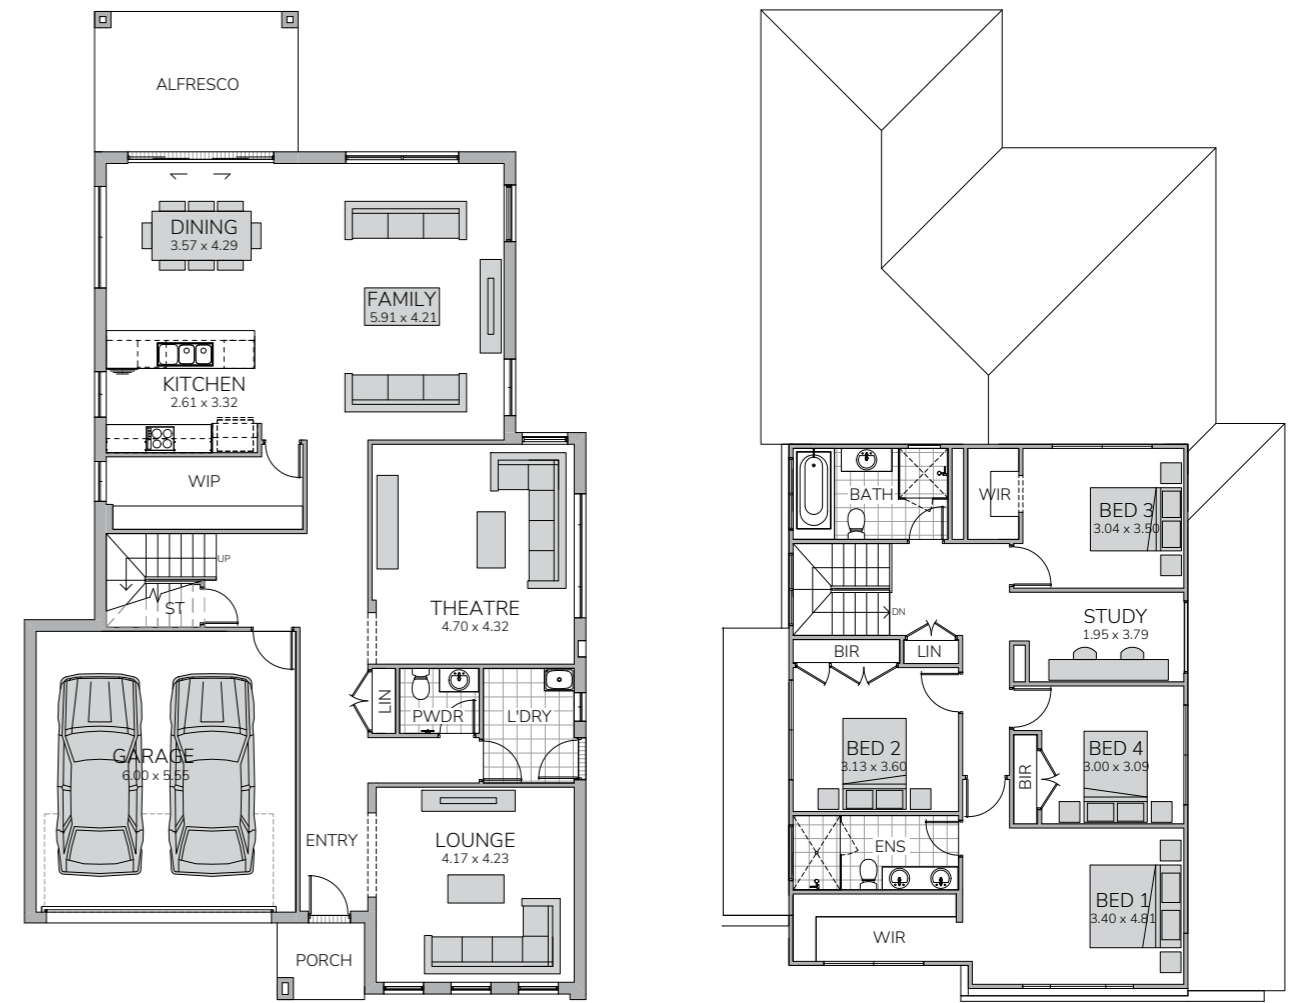 ALFRESCO
DINING
3.57 x 4.29
FAMILY
5.91 x 4.21
KITCHEN
2.61 x 3.32
WIP
UP
ST
THEATRE
4.70 x 4.32
LIN
PWDR
L'DRY
GARAGE
6.00 x 5.55
ENTRY
LOUNGE
4.17 x 4.23
PORCH
BATH
WIR
BED 3
3.04 x 3.50
DN
STUDY
1.95 x 3.79
BIR
LIN
BED 2
3.13 x 3.60
BED 4
3.00 x 3.09
BIR
ENS
BED 1
3.40 x 4.81
WIR